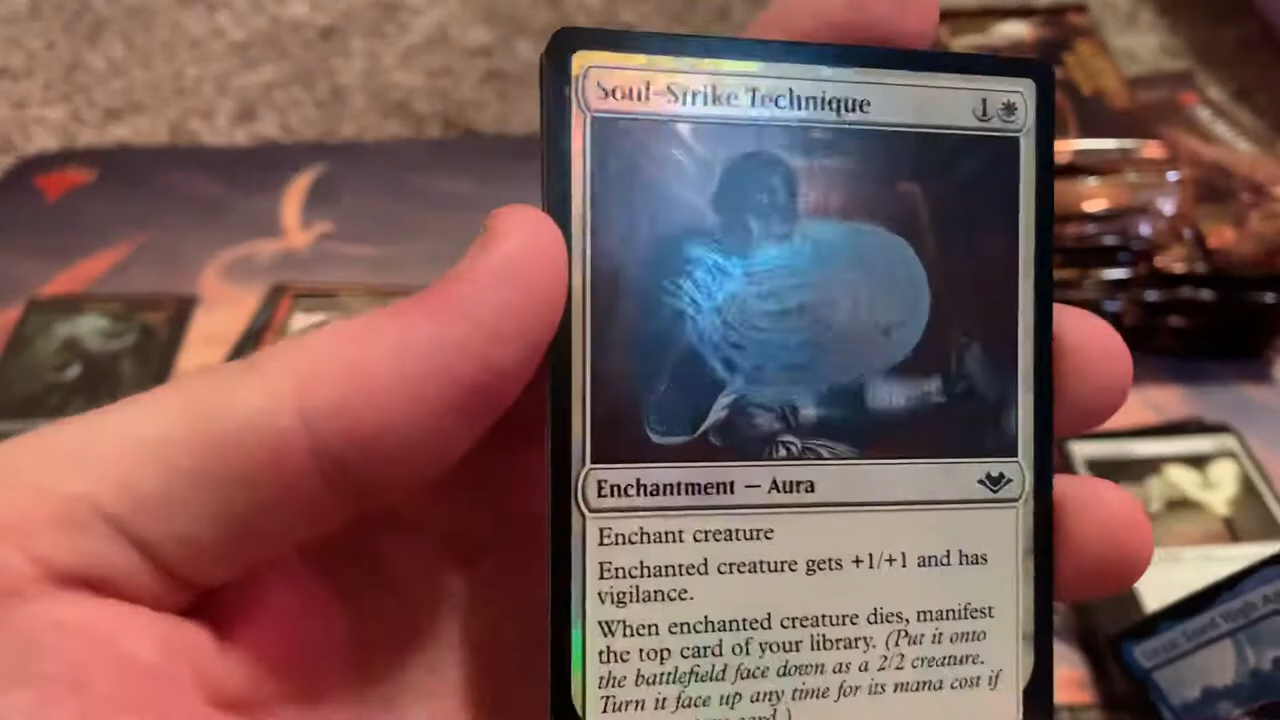 Soul-Strike Technique 1
Enchantment — Aura
Enchant creature
Enchanted creature gets +1/+1 and has
vigilance.
When enchanted creature dies, manifest
the top card of your library. (Put it onto
the battlefield face down as a 2/2 creature.
Turn it face up any time for its mana cost if
card.)